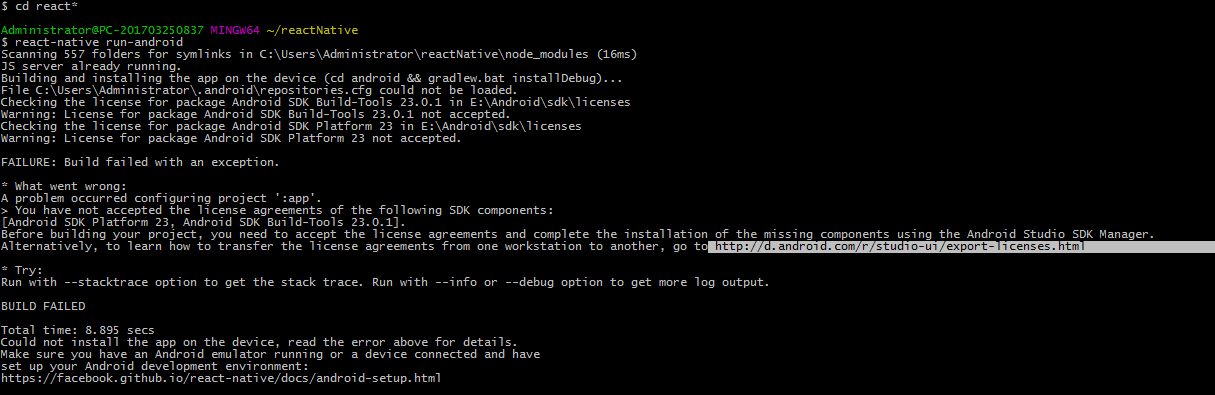 $ cd react*
Administrator@PC-201703250837 MINGW64 ~/reactNative
$ react-native run-android
Scanning 557 folders for symlinks in C:\Users\Administrator\reactNative\node_modules (16ms)
JS server already running.
Building and installing the app on the device (cd android && gradlew.bat installDebug)...
File C:\Users\Administrator\.android\repositories.cfg could not be loaded.
Checking the license for package Android SDK Build-Tools 23.0.1 in E:\Android\sdk\licenses
Warning: License for package Android SDK Build-Tools 23.0.1 not accepted.
Checking the license for package Android SDK Platform 23 in E:\Android\sdk\licenses
Warning: License for package Android SDK Platform 23 not accepted.
FAILURE: Build failed with an exception.
* What went wrong:
A problem occurred configuring project ':app'.
> You have not accepted the license agreements of the following SDK components:
[Android SDK Platform 23, Android SDK Build-Tools 23.0.1].
Before building your project, you need to accept the license agreements and complete the installation of the missing components using the Android Studio SDK Manager.
Alternatively, to learn how to transfer the license agreements from one workstation to another, go to http://d.android.com/r/studio-ui/export-licenses.html
* Try:
Run with --stacktrace option to get the stack trace. Run with --info or --debug option to get more log output.
BUILD FAILED
Total time: 8.895 secs
Could not install the app on the device, read the error above for details.
Make sure you have an Android emulator running or a device connected and have
set up your Android development environment:
https://facebook.github.io/react-native/docs/android-setup.html